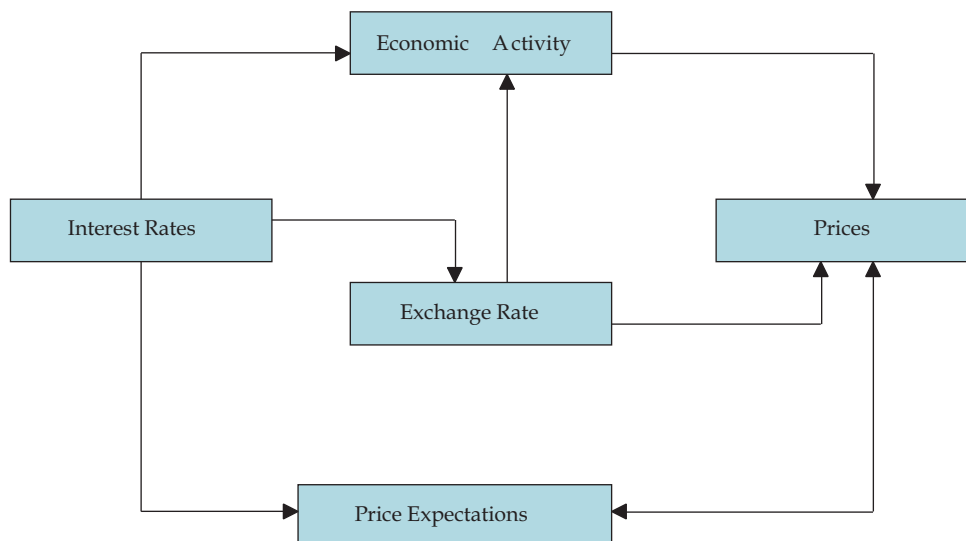 Economic Activity
Interest Rates
Prices
Exchange Rate
Price Expectations